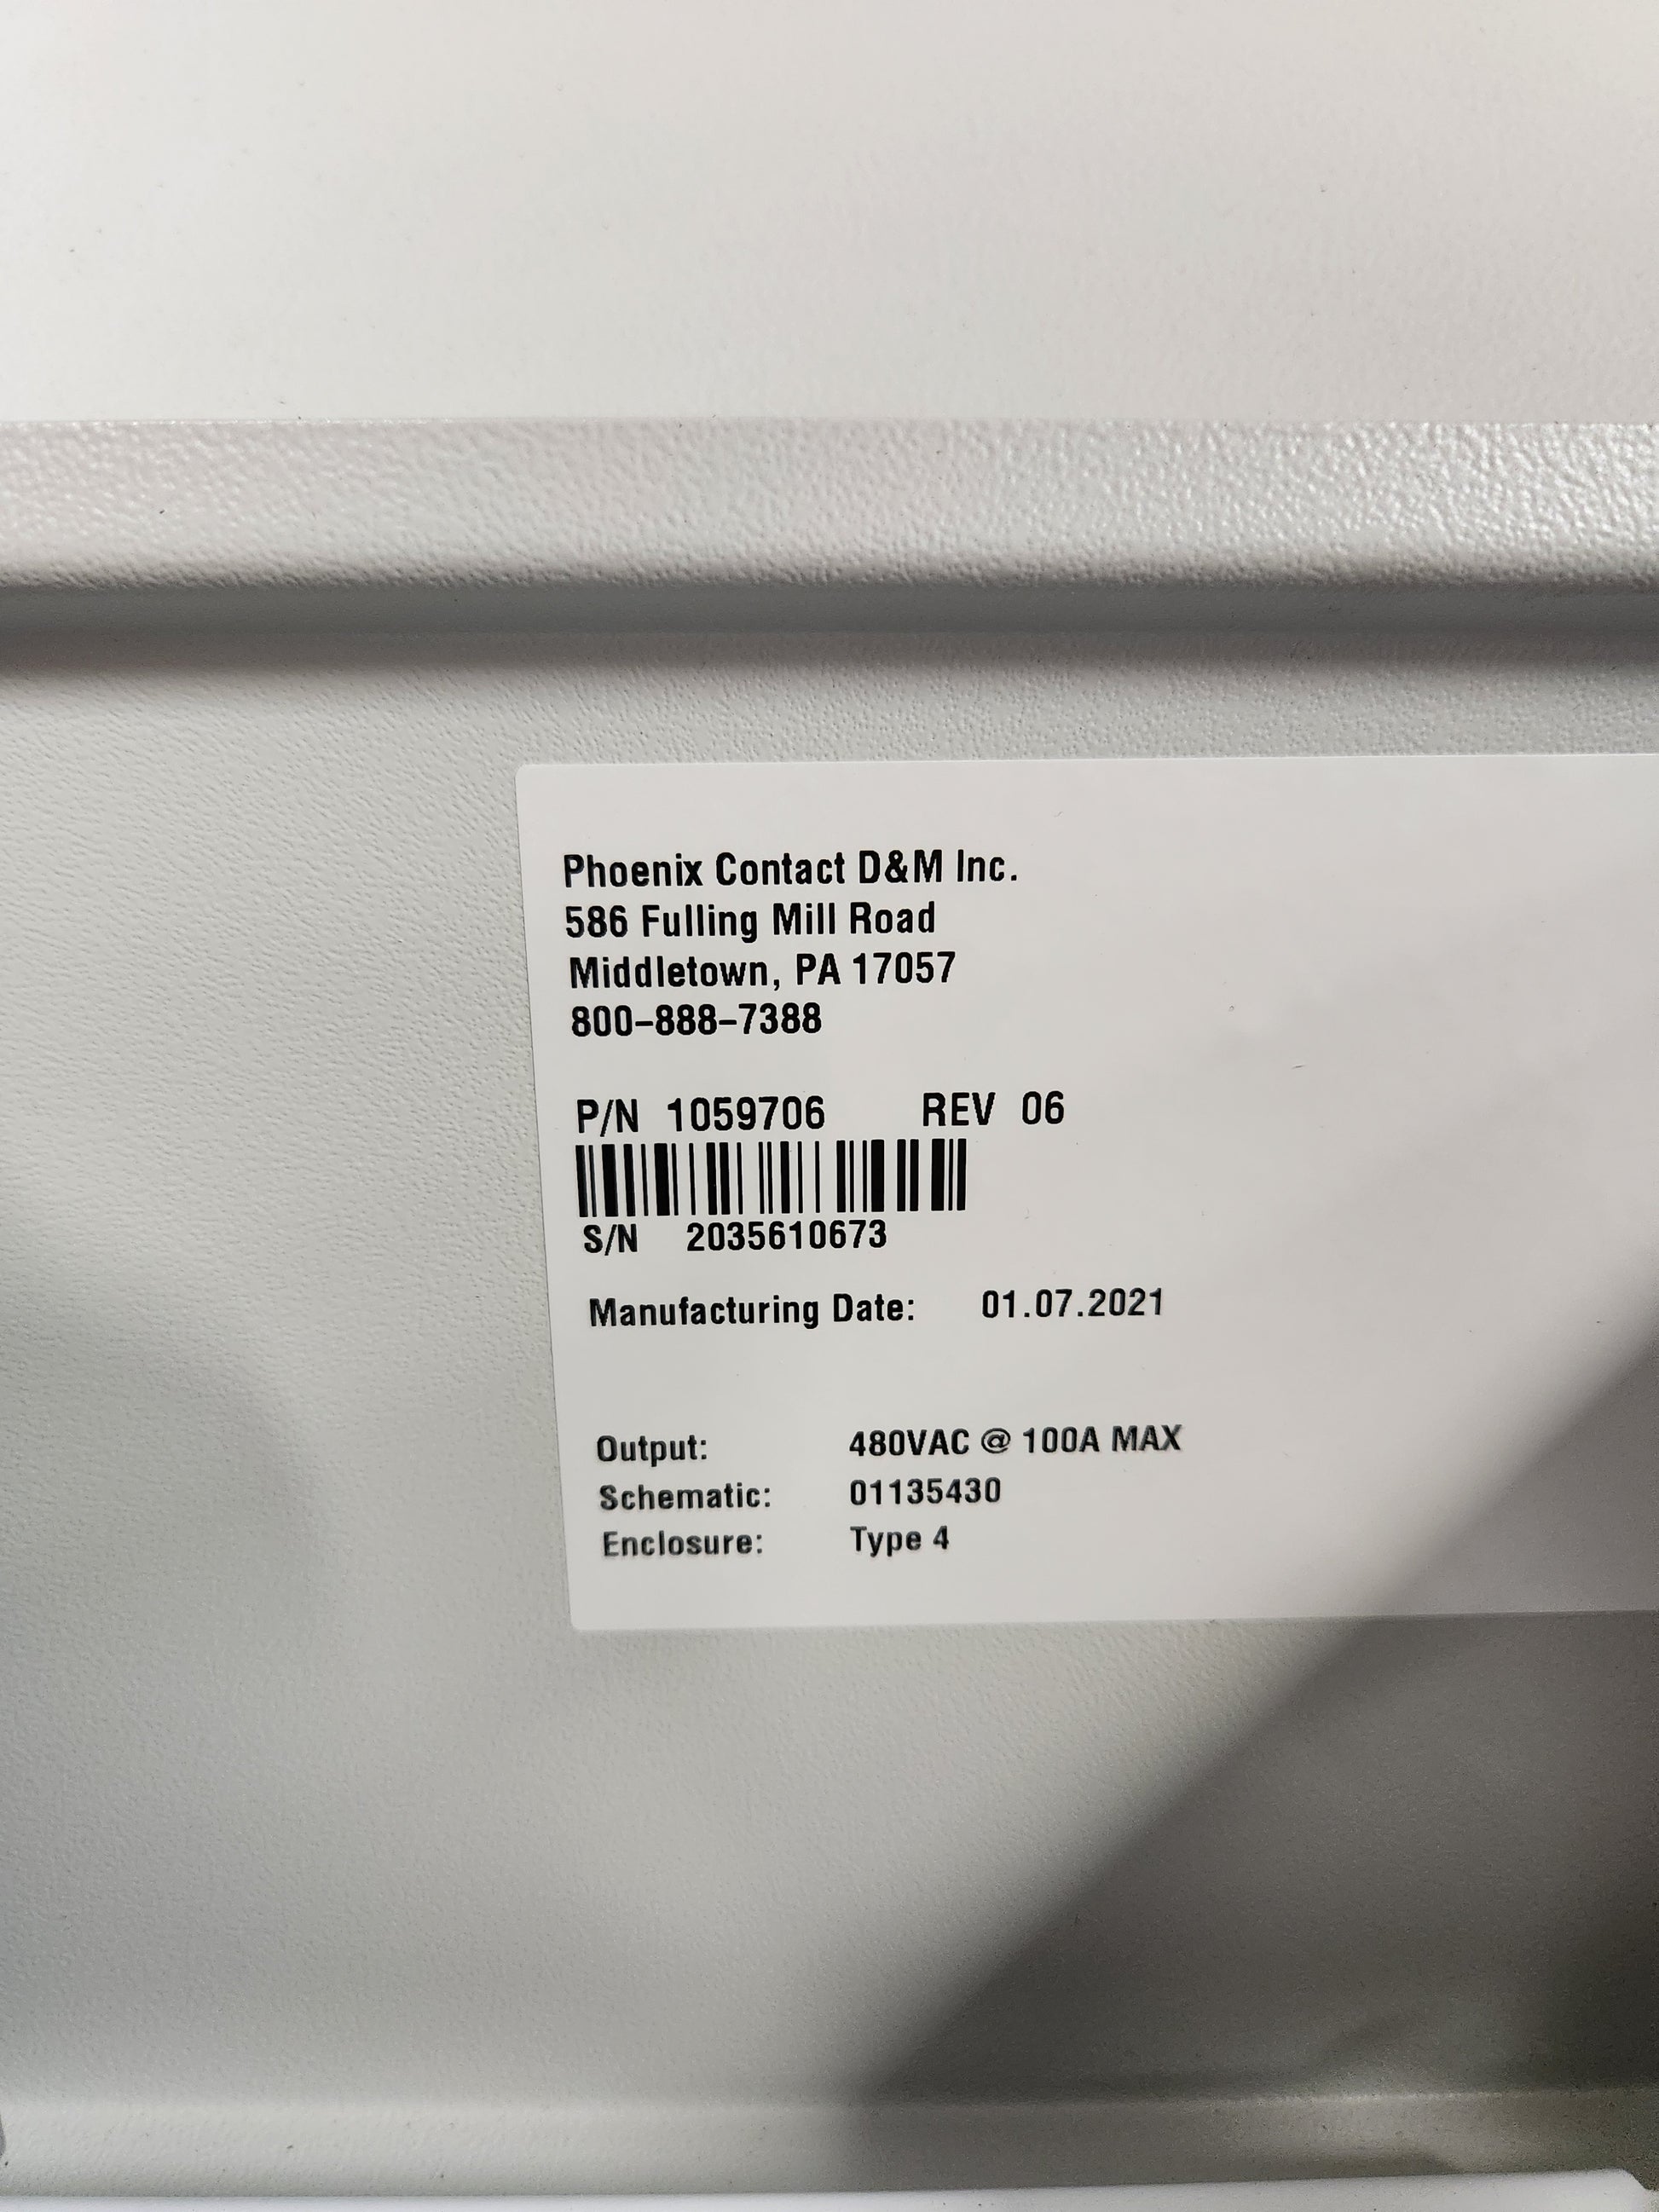 Phoenix Contact D&M Inc.
586 Fulling Mill Road
Middletown, PA 17057
800-888-7388
P/N 1059706 REV 06
S/N 2035610673
Manufacturing Date: 01.07.2021
Output: 480VAC @ 100A MAX
Schematic: 01135430
Enclosure: Type 4